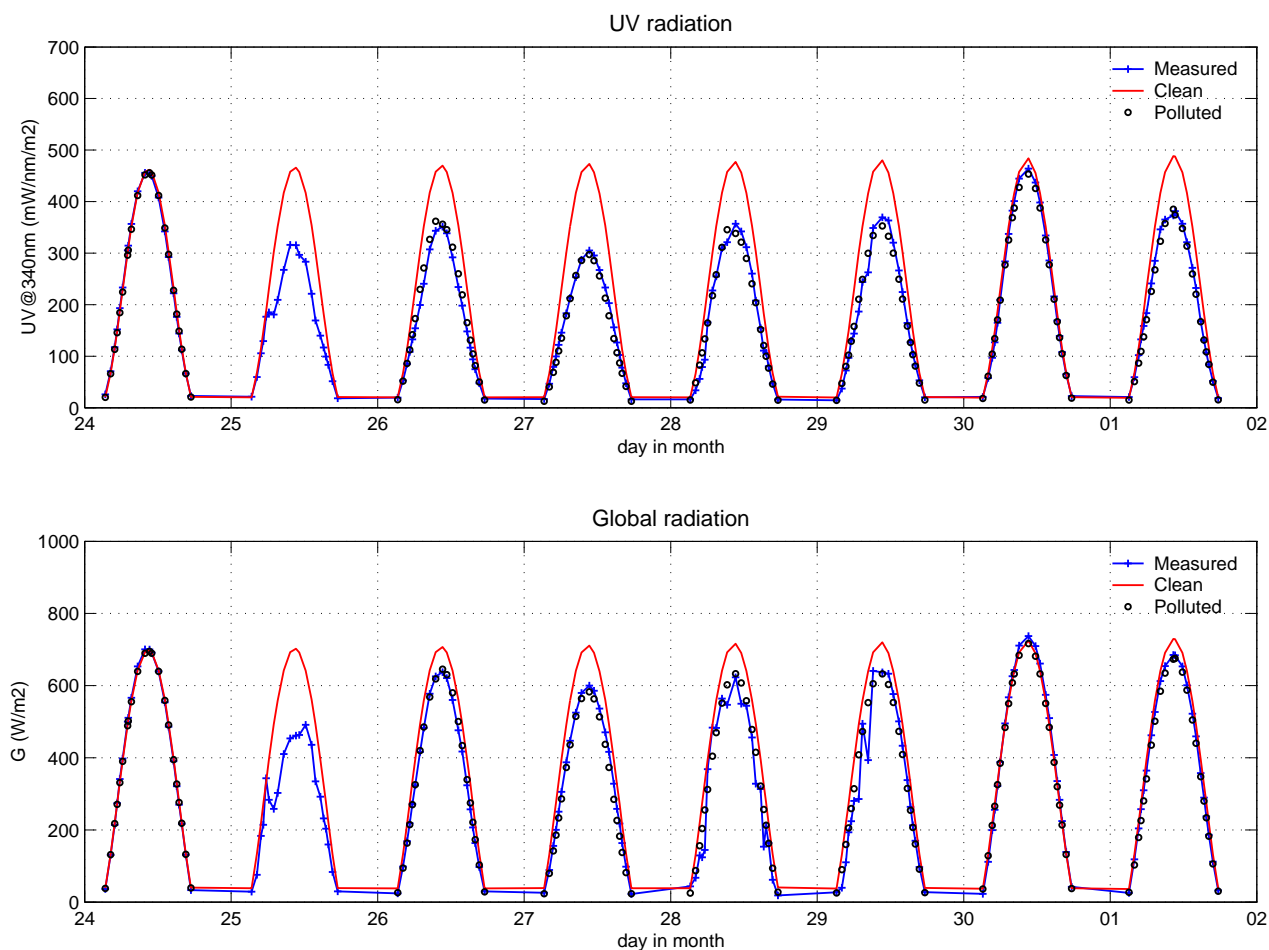 UV radiation
700
600
500
400
300
200
100
0
UV@340nm (mW/nm/m2)
Measured
Clean
Polluted
24 25 26 27 28 29 30 01 02
day in month
Global radiation
1000
800
600
400
200
0
G (W/m2)
Measured
Clean
Polluted
24 25 26 27 28 29 30 01 02
day in month